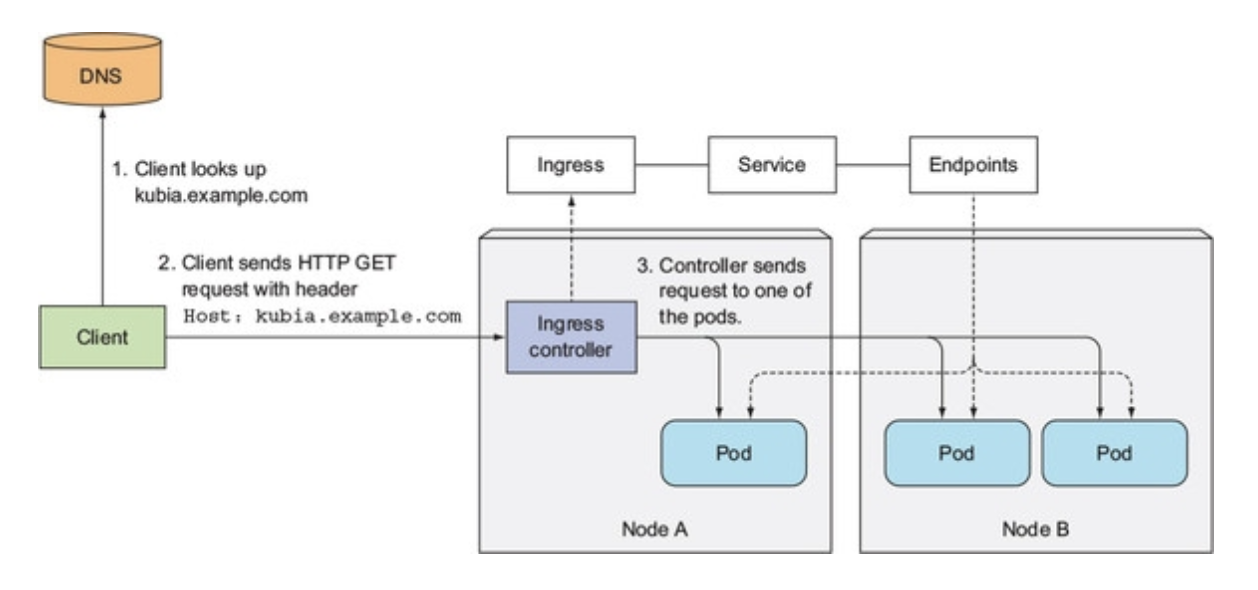 DNS
1. Client looks up
kubia.example.com
Ingress
Service
Endpoints
2. Client sends HTTP GET
request with header
Host: kubia.example.com
3. Controller sends
request to one of
the pods.
Client
Ingress
controller
Pod
Pod
Pod
Node A
Node B